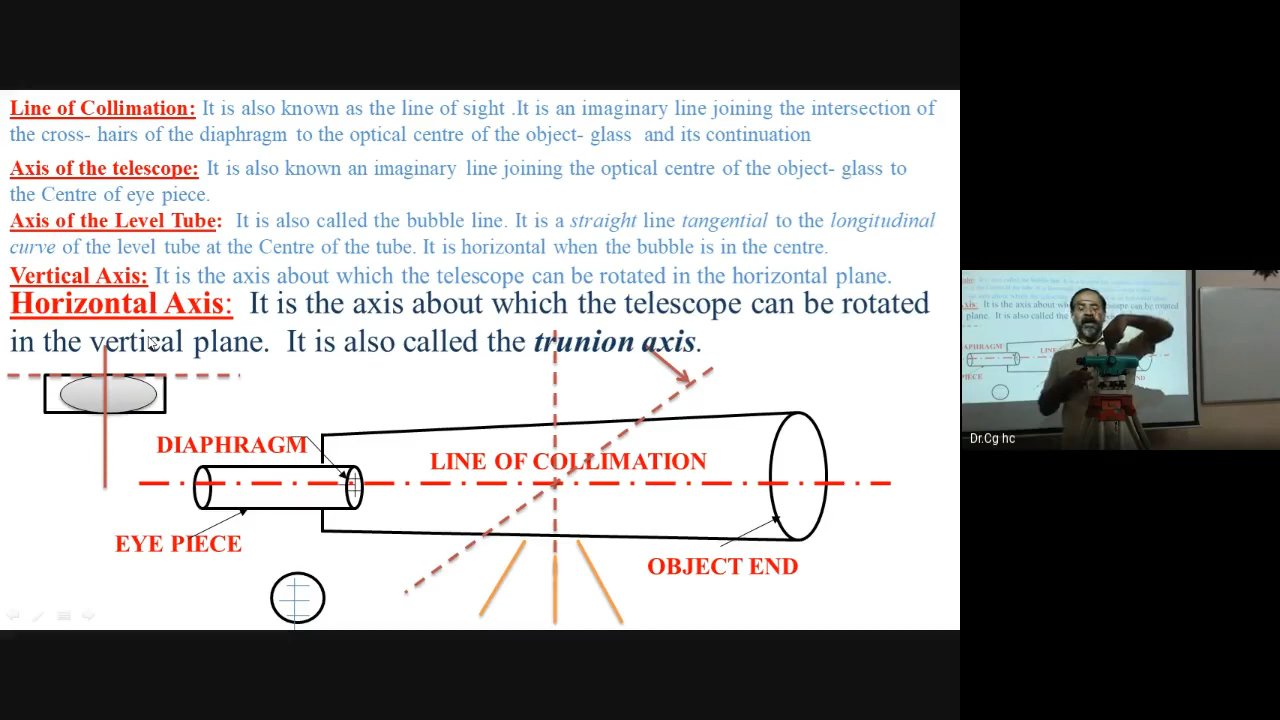 Line of Collimation: It is also known as the line of sight .It is an imaginary line joining the intersection of
the cross- hairs of the diaphragm to the optical centre of the object- glass and its continuation
Axis of the telescope: It is also known an imaginary line joining the optical centre of the object- glass to
the Centre of eye piece.
Axis of the Level Tube: It is also called the bubble line. It is a straight line tangential to the longitudinal
curve of the level tube at the Centre of the tube. It is horizontal when the bubble is in the centre.
Vertical Axis: It is the axis about which the telescope can be rotated in the horizontal plane.
Horizontal Axis: It is the axis about which the telescope can be rotated
in the vertical plane. It is also called the trunion axis.
DIAPHRAGM
LINE OF COLLIMATION
EYE PIECE
OBJECT END
Dr.Cg hc